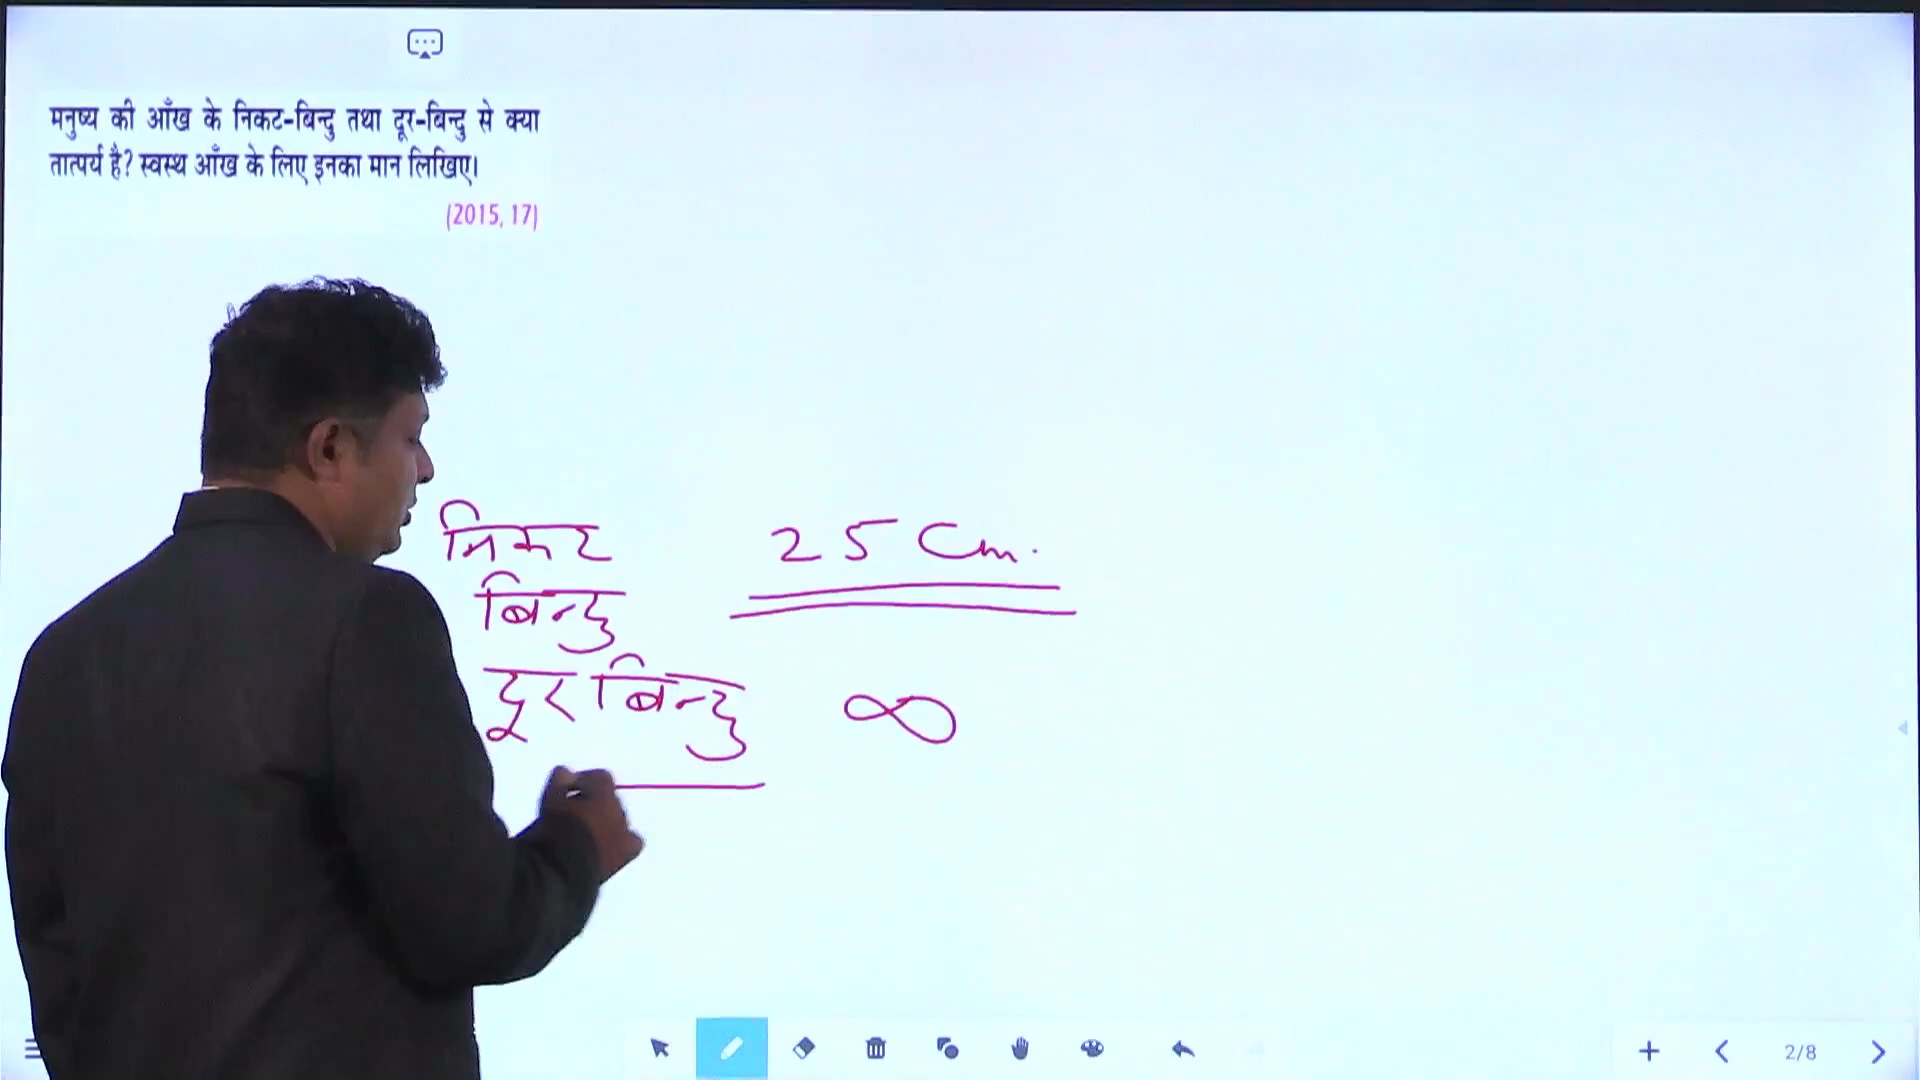 मनुष्य की आँख के निकट-बिन्दु तथा दूर-बिन्दु से क्या
तात्पर्य है? स्वस्थ आँख के लिए इनका मान लिखिए।
(2015, 17)
निकट 25 Cm.
बिन्दु
दूर बिन्दु ∞
2/8